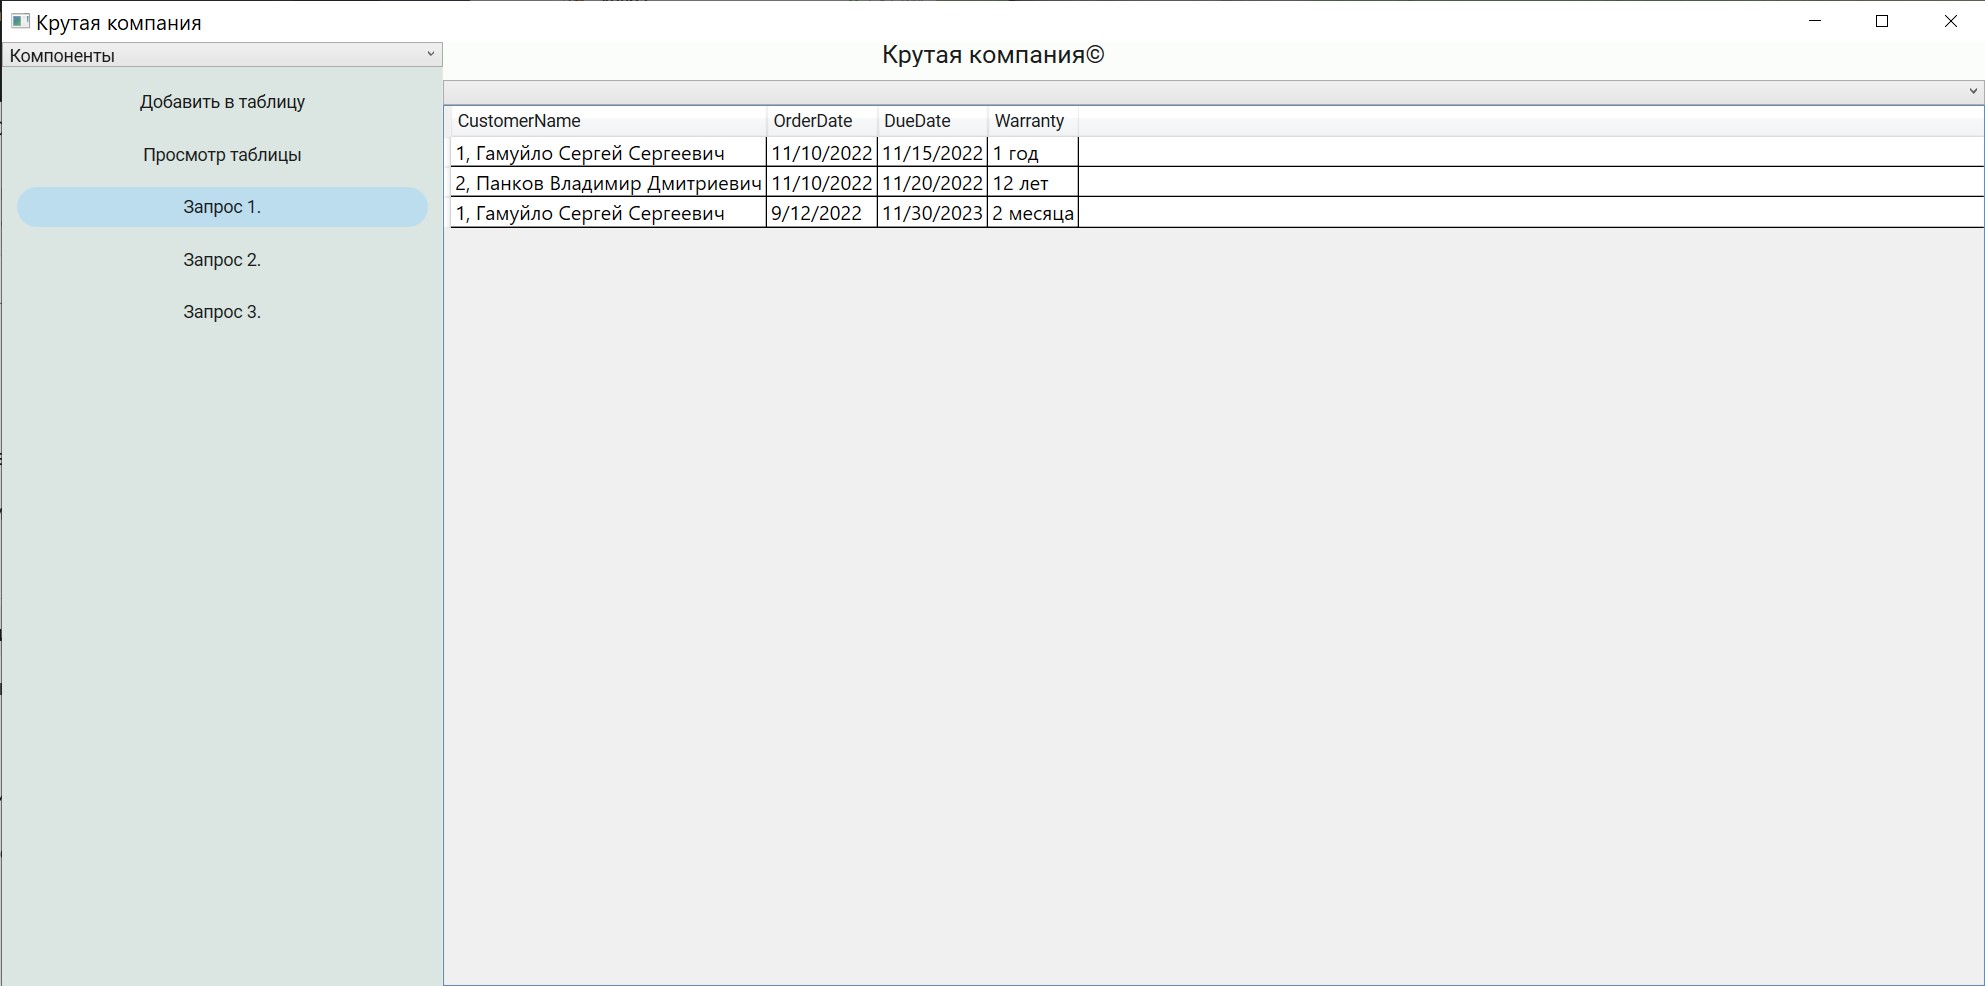 Крутая компания
Компоненты
Крутая компания©
Добавить в таблицу
Просмотр таблицы
Запрос 1.
Запрос 2.
Запрос 3.
CustomerName OrderDate DueDate Warranty
1, Гамуйло Сергей Сергеевич 11/10/2022 11/15/2022 1 год
2, Панков Владимир Дмитриевич 11/10/2022 11/20/2022 12 лет
1, Гамуйло Сергей Сергеевич 9/12/2022 11/30/2023 2 месяца